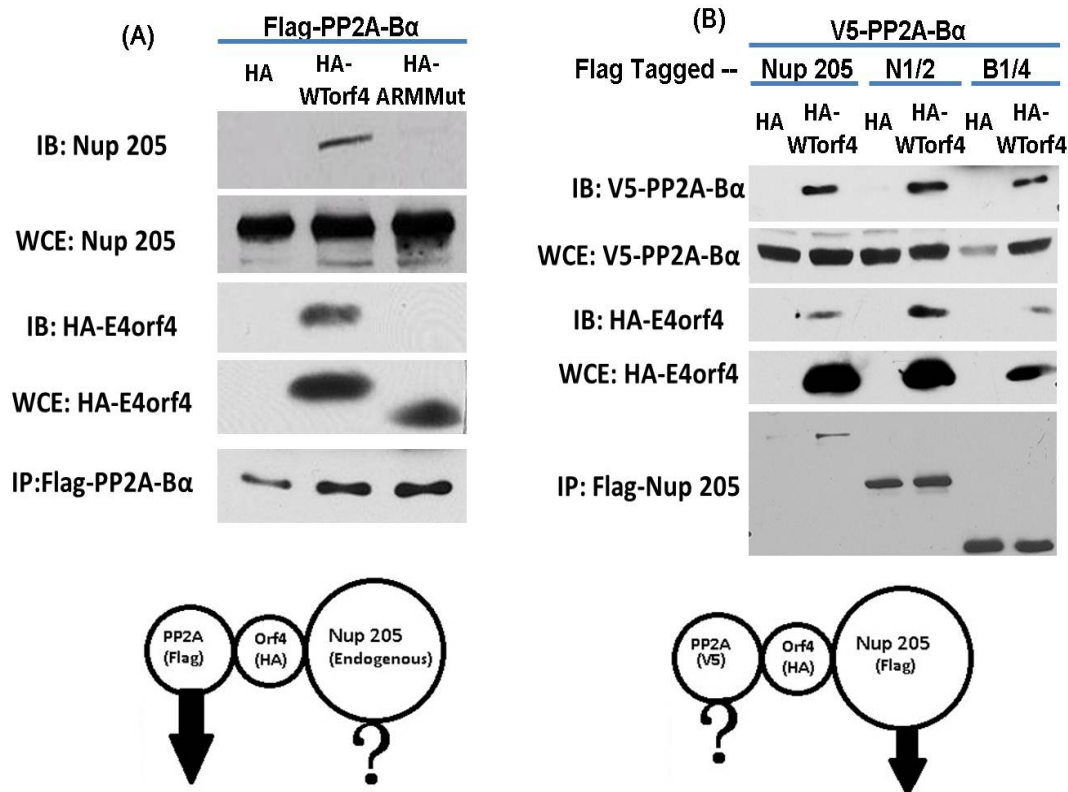 (A)
Flag-PP2A-Bα
HA HA-WTorf4 HA-ARMMut
IB: Nup 205
WCE: Nup 205
IB: HA-E4orf4
WCE: HA-E4orf4
IP:Flag-PP2A-Bα
PP2A
(Flag)
Orf4
(HA)
Nup 205
(Endogenous)
?
(B)
V5-PP2A-Bα
Flag Tagged -- Nup 205 N1/2 B1/4
HA HA-WTorf4 HA HA-WTorf4 HA HA-WTorf4
IB: V5-PP2A-Bα
WCE: V5-PP2A-Bα
IB: HA-E4orf4
WCE: HA-E4orf4
IP: Flag-Nup 205
PP2A
(V5)
Orf4
(HA)
Nup 205
(Flag)
?